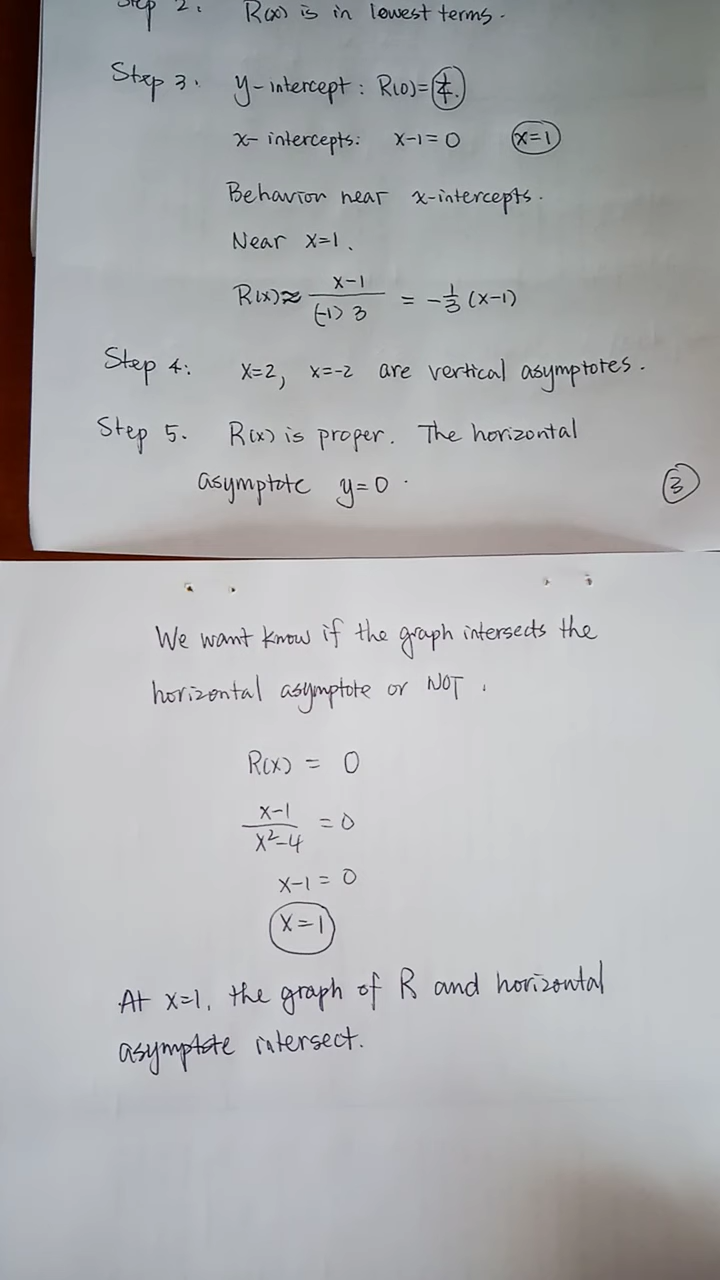 Step 2: R(x) is in lowest terms.
Step 3. y-intercept: R(0)=1/4.
x-intercepts: x-1=0 x=1
Behavior near x-intercepts.
Near x=1.
R(x)≈ x-1 / (-1) 3 = -1/3 (x-1)
Step 4: x=2, x=-2 are vertical asymptotes.
Step 5. R(x) is proper. The horizontal
asymptote y=0.
3
We want know if the graph intersects the
horizontal asymptote or NOT.
R(x) = 0
x-1 / x²-4 = 0
x-1 = 0
x=1
At x=1, the graph of R and horizontal
asymptote intersect.